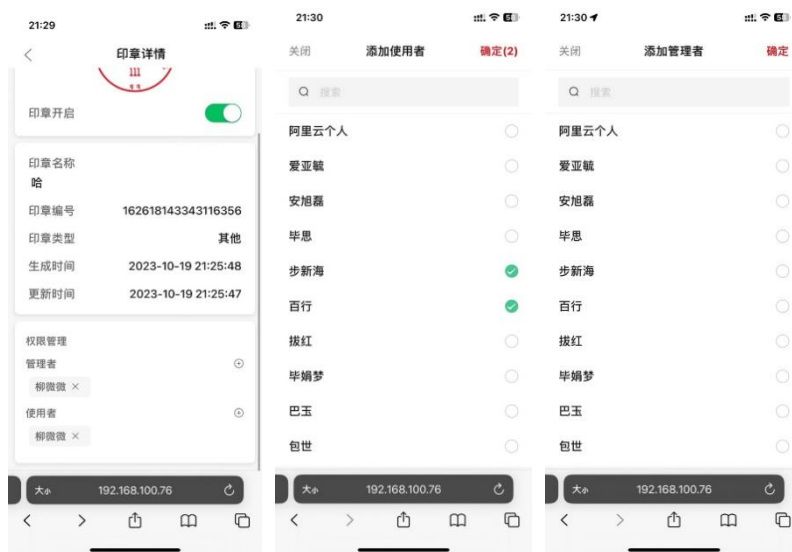 21:29
印章详情
印章开启
印章名称
哈
印章编号 162618143343116356
印章类型 其他
生成时间 2023-10-19 21:25:48
更新时间 2023-10-19 21:25:47
权限管理
管理者
柳微微 ×
使用者
柳微微 ×
大小 192.168.100.76
21:30
关闭 添加使用者 确定(2)
搜索
阿里云个人
爱亚毓
安旭磊
毕思
步新海
百行
拔红
毕娟梦
巴玉
包世
大小 192.168.100.76
21:30
关闭 添加管理者 确定
搜索
阿里云个人
爱亚毓
安旭磊
毕思
步新海
百行
拔红
毕娟梦
巴玉
包世
大小 192.168.100.76